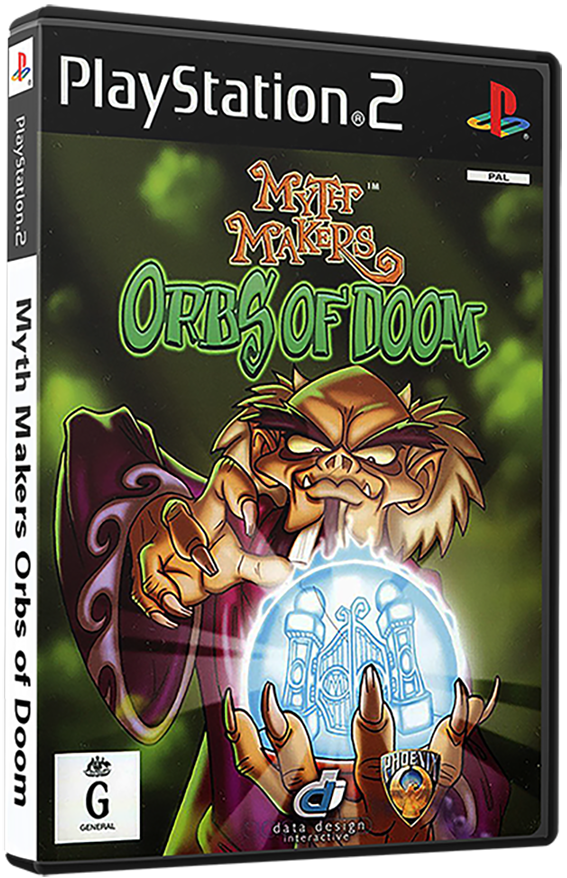 PlayStation®2
PAL
MYTH™
MAKERS
ORBS OF DOOM
PlayStation®2
Myth Makers Orbs of Doom
G
GENERAL
data design
interactive
PHOENIX